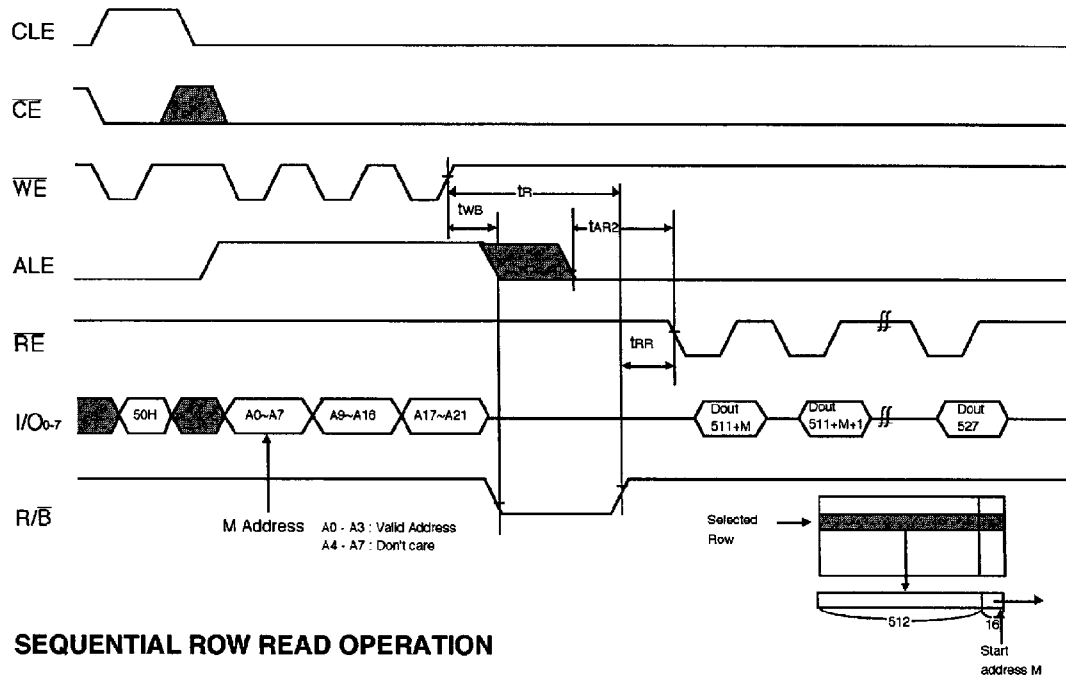 CLE
CE
WE
tR
tWB
tAR2
ALE
RE
tRR
I/O0-7
50H
A0~A7
A9~A16
A17~A21
Dout
511+M
Dout
511+M+1
Dout
527
R/B
M Address
A0 - A3 : Valid Address
A4 - A7 : Don't care
Selected
Row
512
16
Start
address M
SEQUENTIAL ROW READ OPERATION